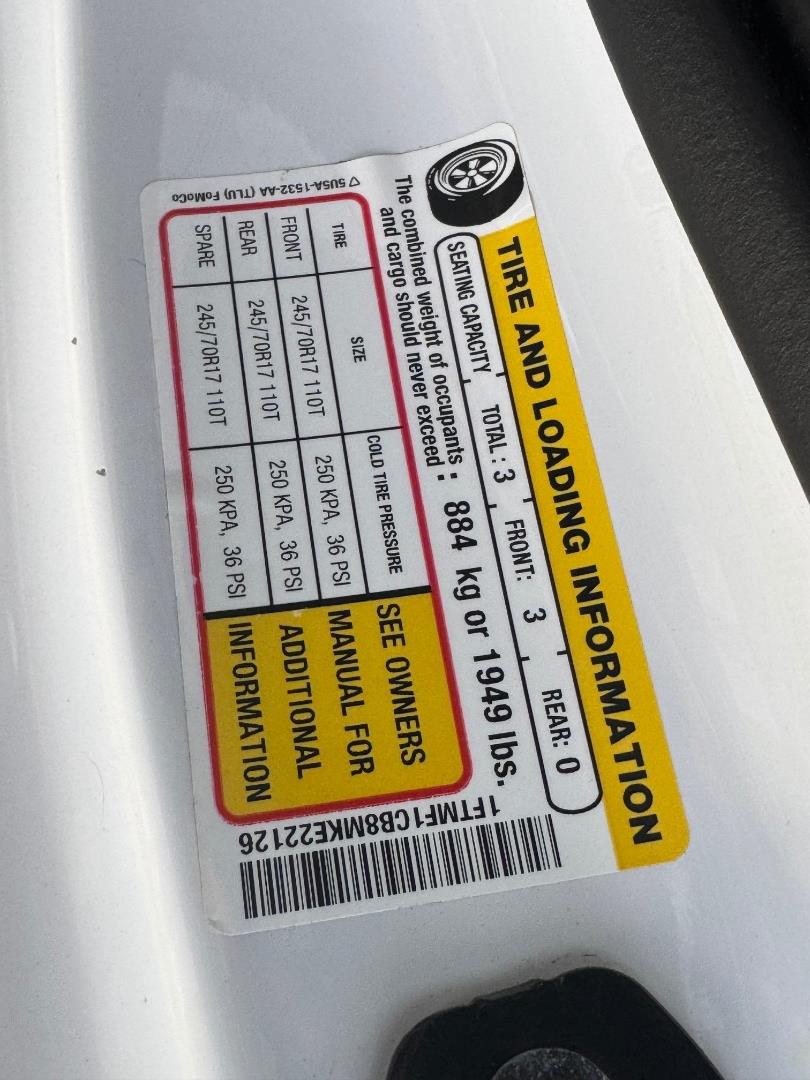 TIRE AND LOADING INFORMATION
SEATING CAPACITY TOTAL : 3 FRONT: 3 REAR: 0
The combined weight of occupants
and cargo should never exceed : 884 kg or 1949 lbs.
TIRE SIZE COLD TIRE PRESSURE
FRONT 245/70R17 110T 250 KPA, 36 PSI
REAR 245/70R17 110T 250 KPA, 36 PSI
SPARE 245/70R17 110T 250 KPA, 36 PSI
SEE OWNERS
MANUAL FOR
ADDITIONAL
INFORMATION
▽ 5U5A-1532-AA (TLU) FoMoCo
1FTMF1CB8MKE22126